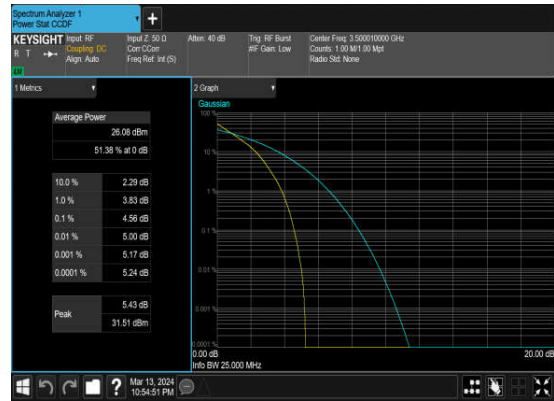 Spectrum Analyzer 1
Power Stat CCDF
+
KEYSIGHT
R T
Input: RF
Coupling: DC
Align: Auto
Input Z: 50 Ω
Corr CCorr
Freq Ref: Int (S)
Atten: 40 dB
Trig: RF Burst
#IF Gain: Low
Center Freq: 3.500010000 GHz
Counts: 1.00 M/1.00 Mpt
Radio Std: None
1 Metrics
Average Power
26.08 dBm
51.38 % at 0 dB
10.0 % 2.29 dB
1.0 % 3.83 dB
0.1 % 4.56 dB
0.01 % 5.00 dB
0.001 % 5.17 dB
0.0001 % 5.24 dB
Peak
5.43 dB
31.51 dBm
2 Graph
Gaussian
100 %
10 %
1 %
0.1 %
0.01 %
0.001 %
0.0001 %
0.00 dB
20.00 dB
Info BW 25.000 MHz
?
Mar 13, 2024
10:54:51 PM